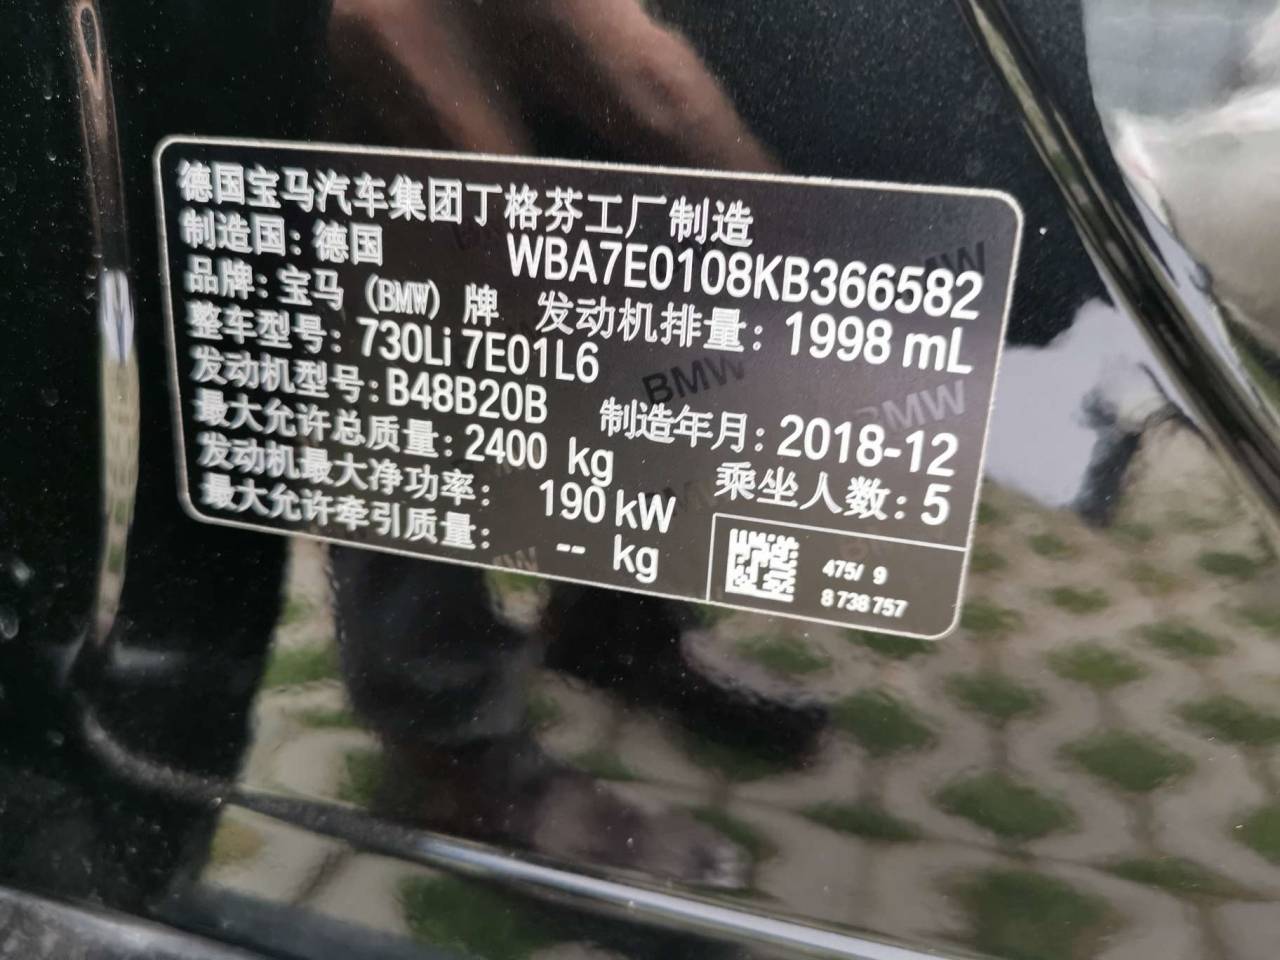 德国宝马汽车集团丁格芬工厂制造
制造国：德国 WBA7E0108KB366582
品牌：宝马（BMW）牌 发动机排量：1998 mL
整车型号：730Li 7E01L6
发动机型号：B48B20B 制造年月：2018-12
最大允许总质量：2400 kg 乘坐人数：5
发动机最大净功率： 190 kW
最大允许牵引质量： -- kg
475/ 9
8 738 757
BMW
BMW
BMW